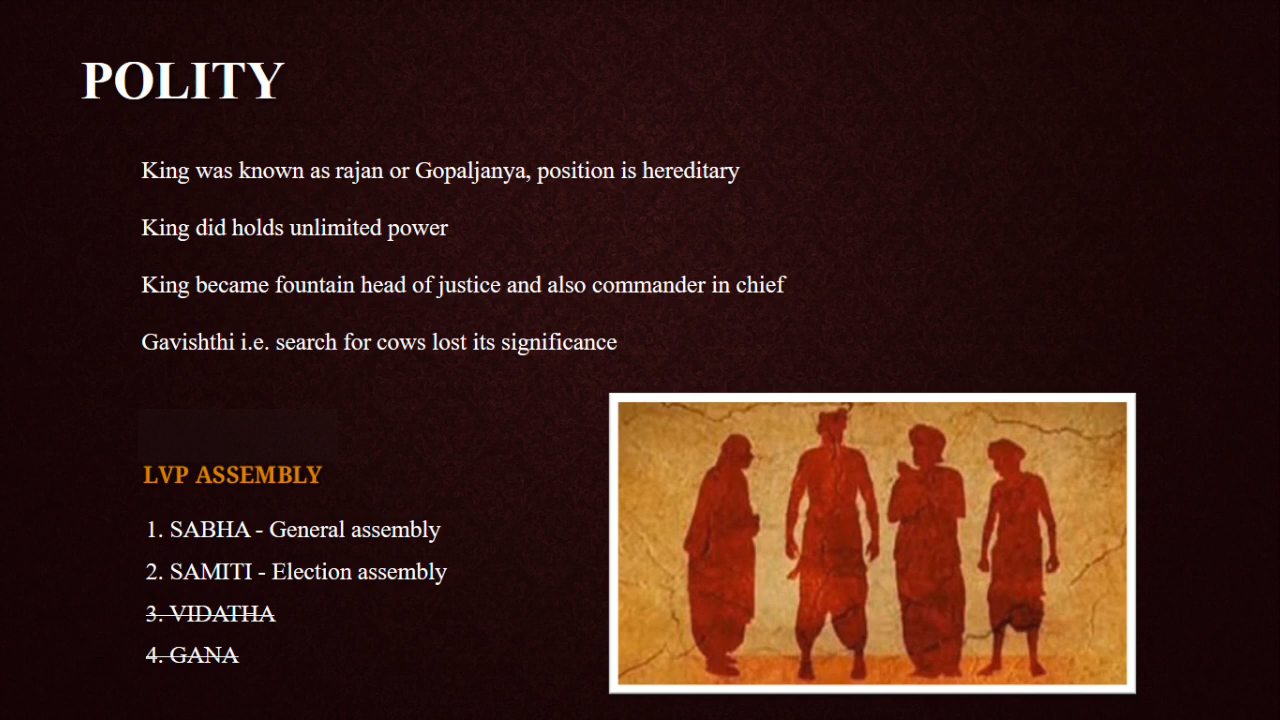 POLITY
King was known as rajan or Gopaljanya, position is hereditary
King did holds unlimited power
King became fountain head of justice and also commander in chief
Gavishthi i.e. search for cows lost its significance
LVP ASSEMBLY
1. SABHA - General assembly
2. SAMITI - Election assembly
3. VIDATHA
4. GANA